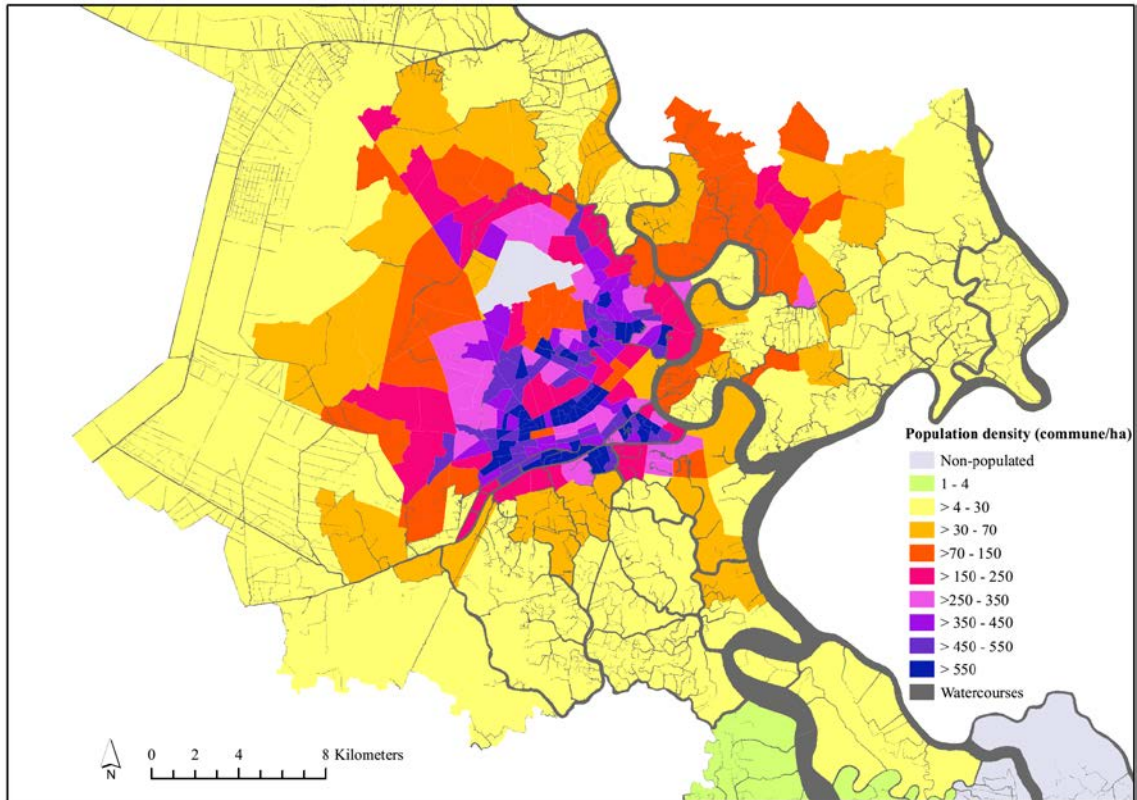 Population density (commune/ha)
Non-populated
1 - 4
> 4 - 30
> 30 - 70
>70 - 150
> 150 - 250
>250 - 350
> 350 - 450
> 450 - 550
> 550
Watercourses
N
0 2 4 8 Kilometers